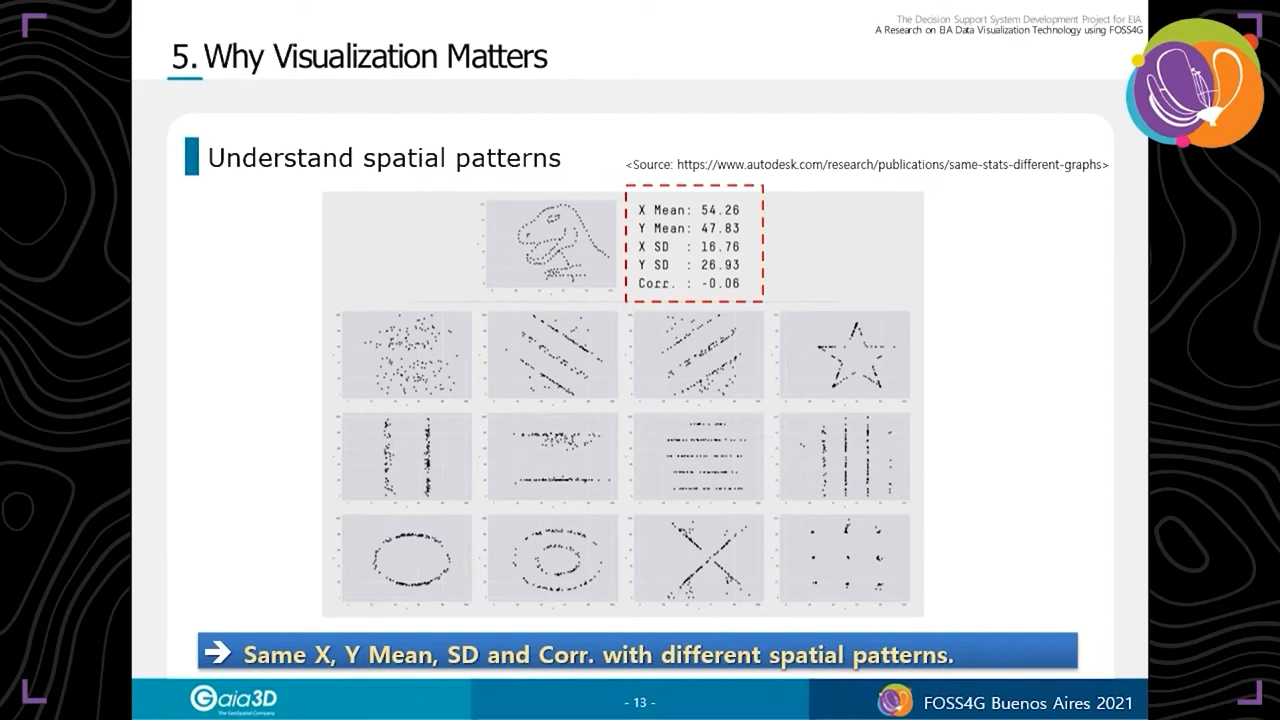 The Decision Support System Development Project for EIA
A Research on EIA Data Visualization Technology using FOSS4G
5. Why Visualization Matters
Understand spatial patterns
<Source: https://www.autodesk.com/research/publications/same-stats-different-graphs>
X Mean: 54.26
Y Mean: 47.83
X SD : 16.76
Y SD : 26.93
Corr. : -0.06
Same X, Y Mean, SD and Corr. with different spatial patterns.
Gaia3D
The GeoSpatial Company
- 13 -
FOSS4G Buenos Aires 2021